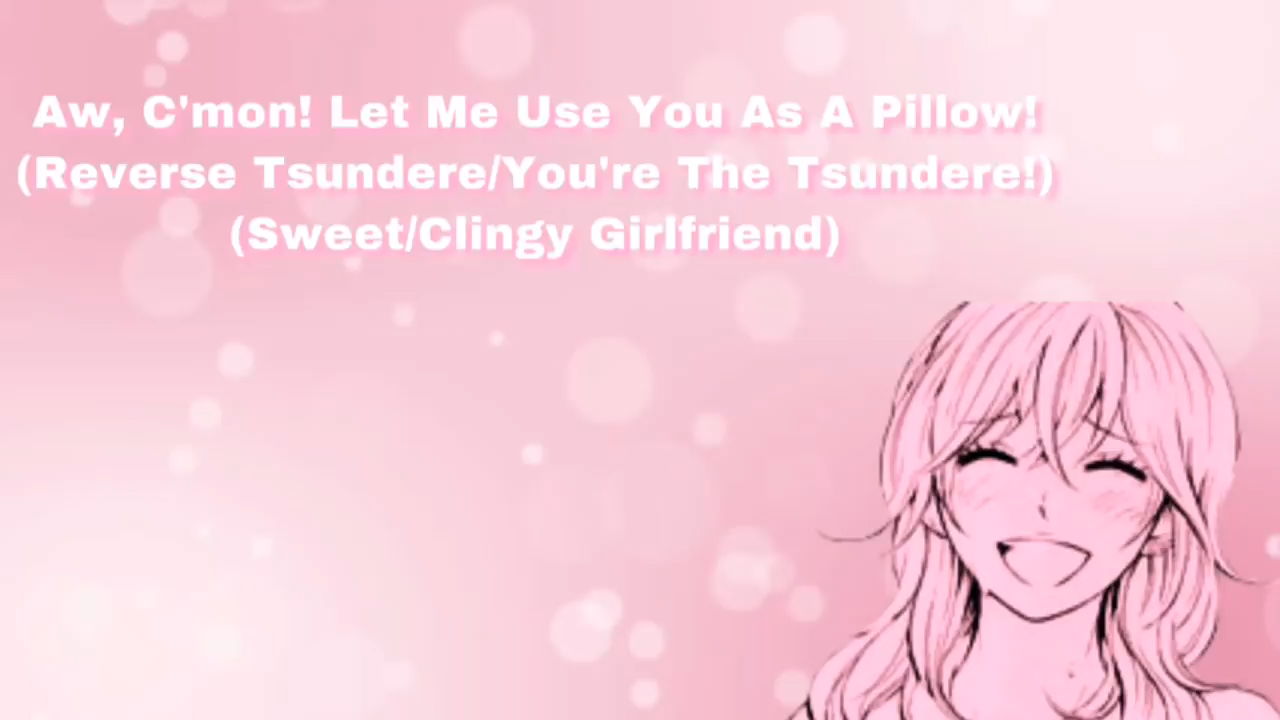 Aw, C'mon! Let Me Use You As A Pillow!
(Reverse Tsundere/You're The Tsundere!)
(Sweet/Clingy Girlfriend)